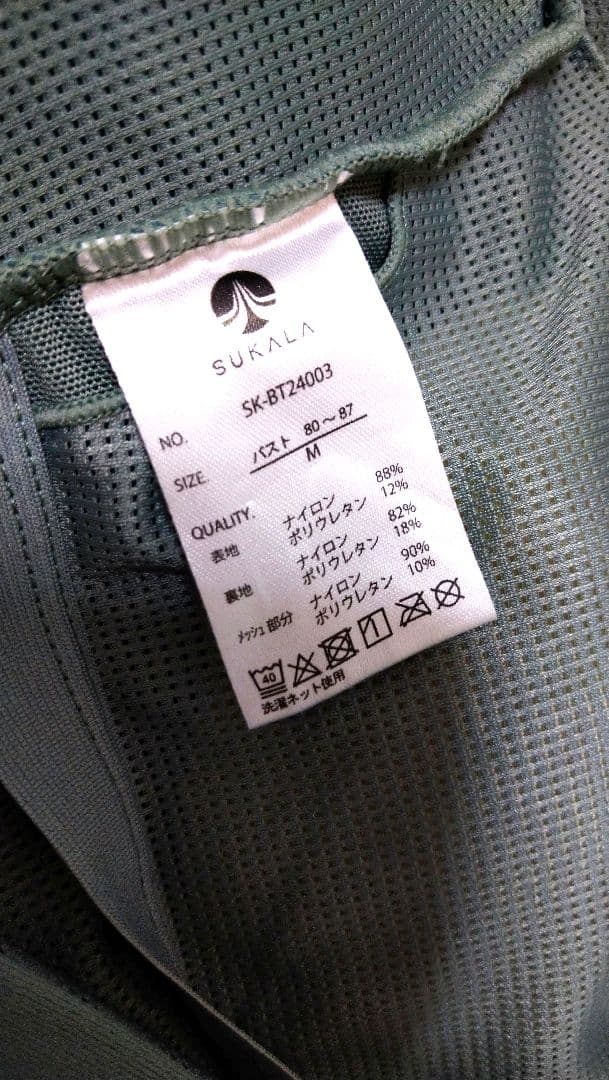 SUKALA
NO. SK-BT24003
SIZE. バスト 80～87
M
QUALITY.
表地 ナイロン 88%
ポリウレタン 12%
裏地 ナイロン 82%
ポリウレタン 18%
メッシュ部分 ナイロン 90%
ポリウレタン 10%
40
洗濯ネット使用